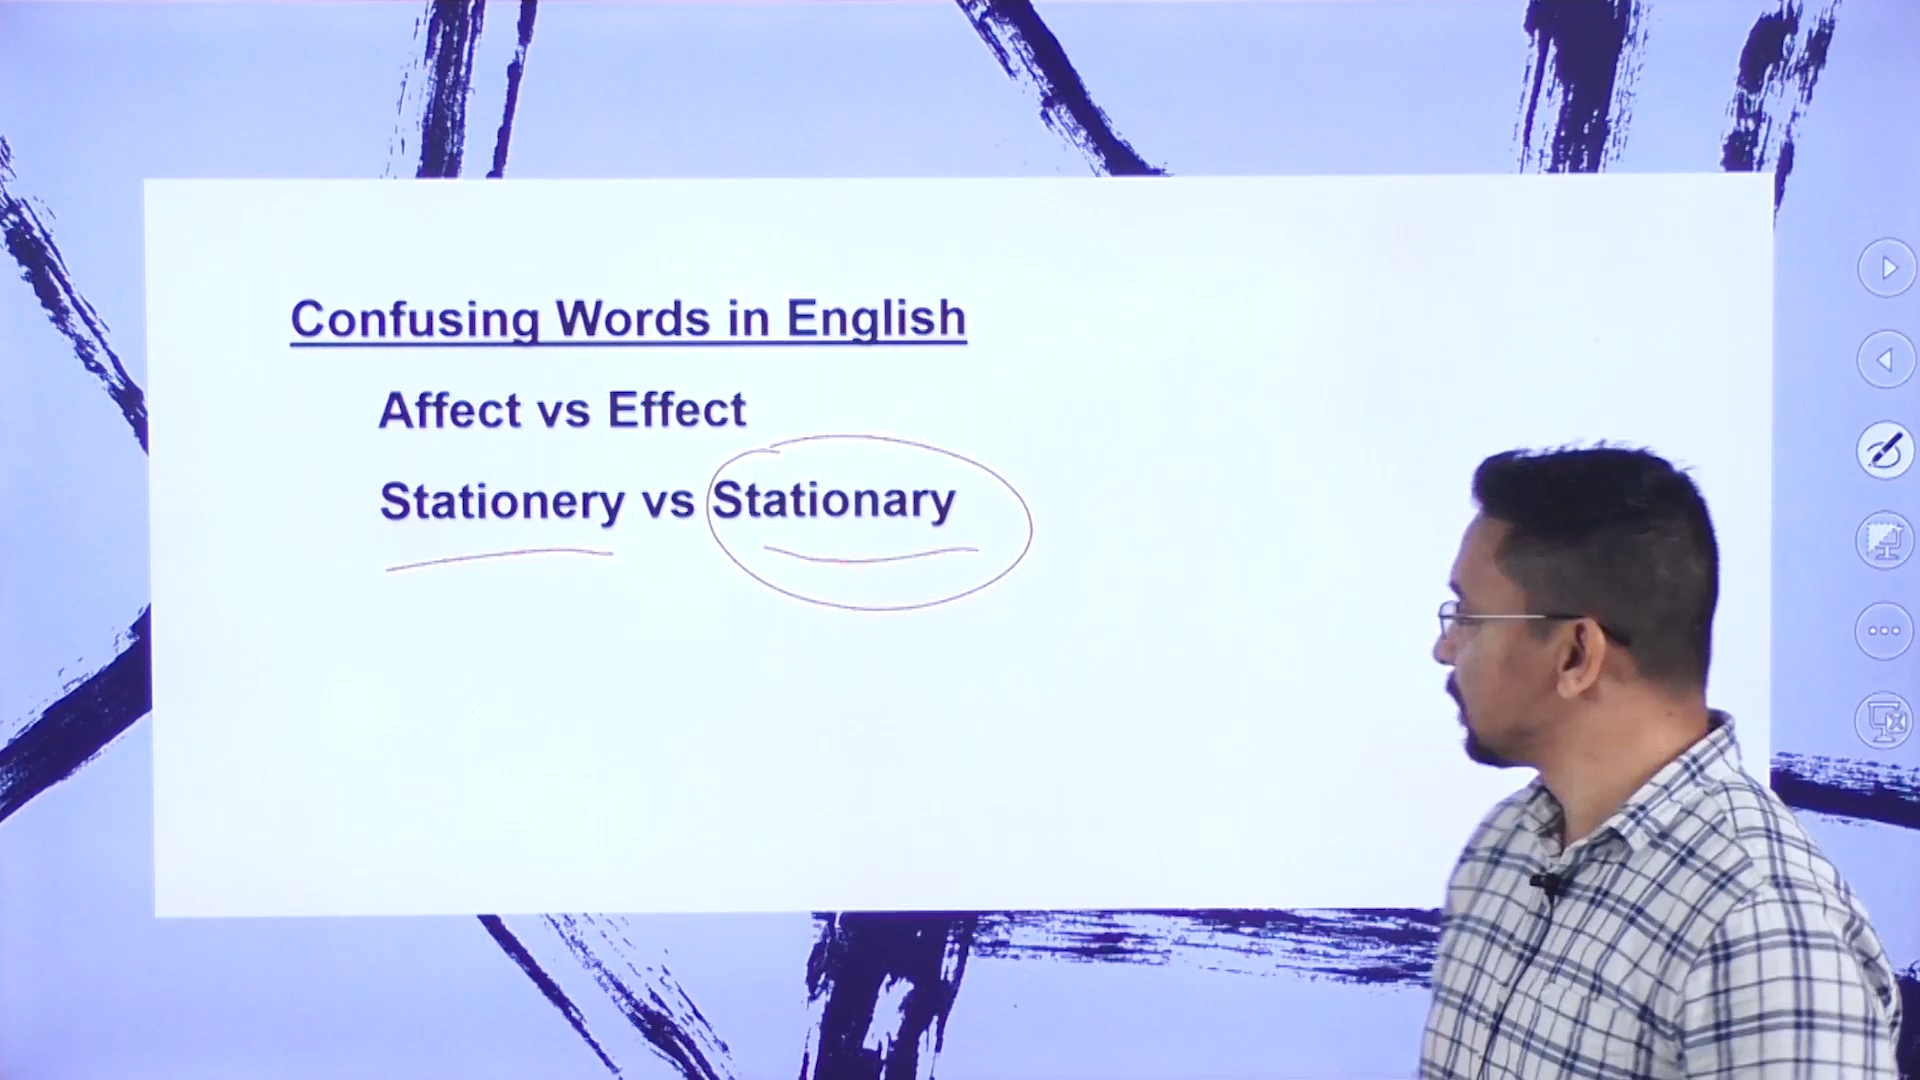 Confusing Words in English
Affect vs Effect
Stationery vs Stationary